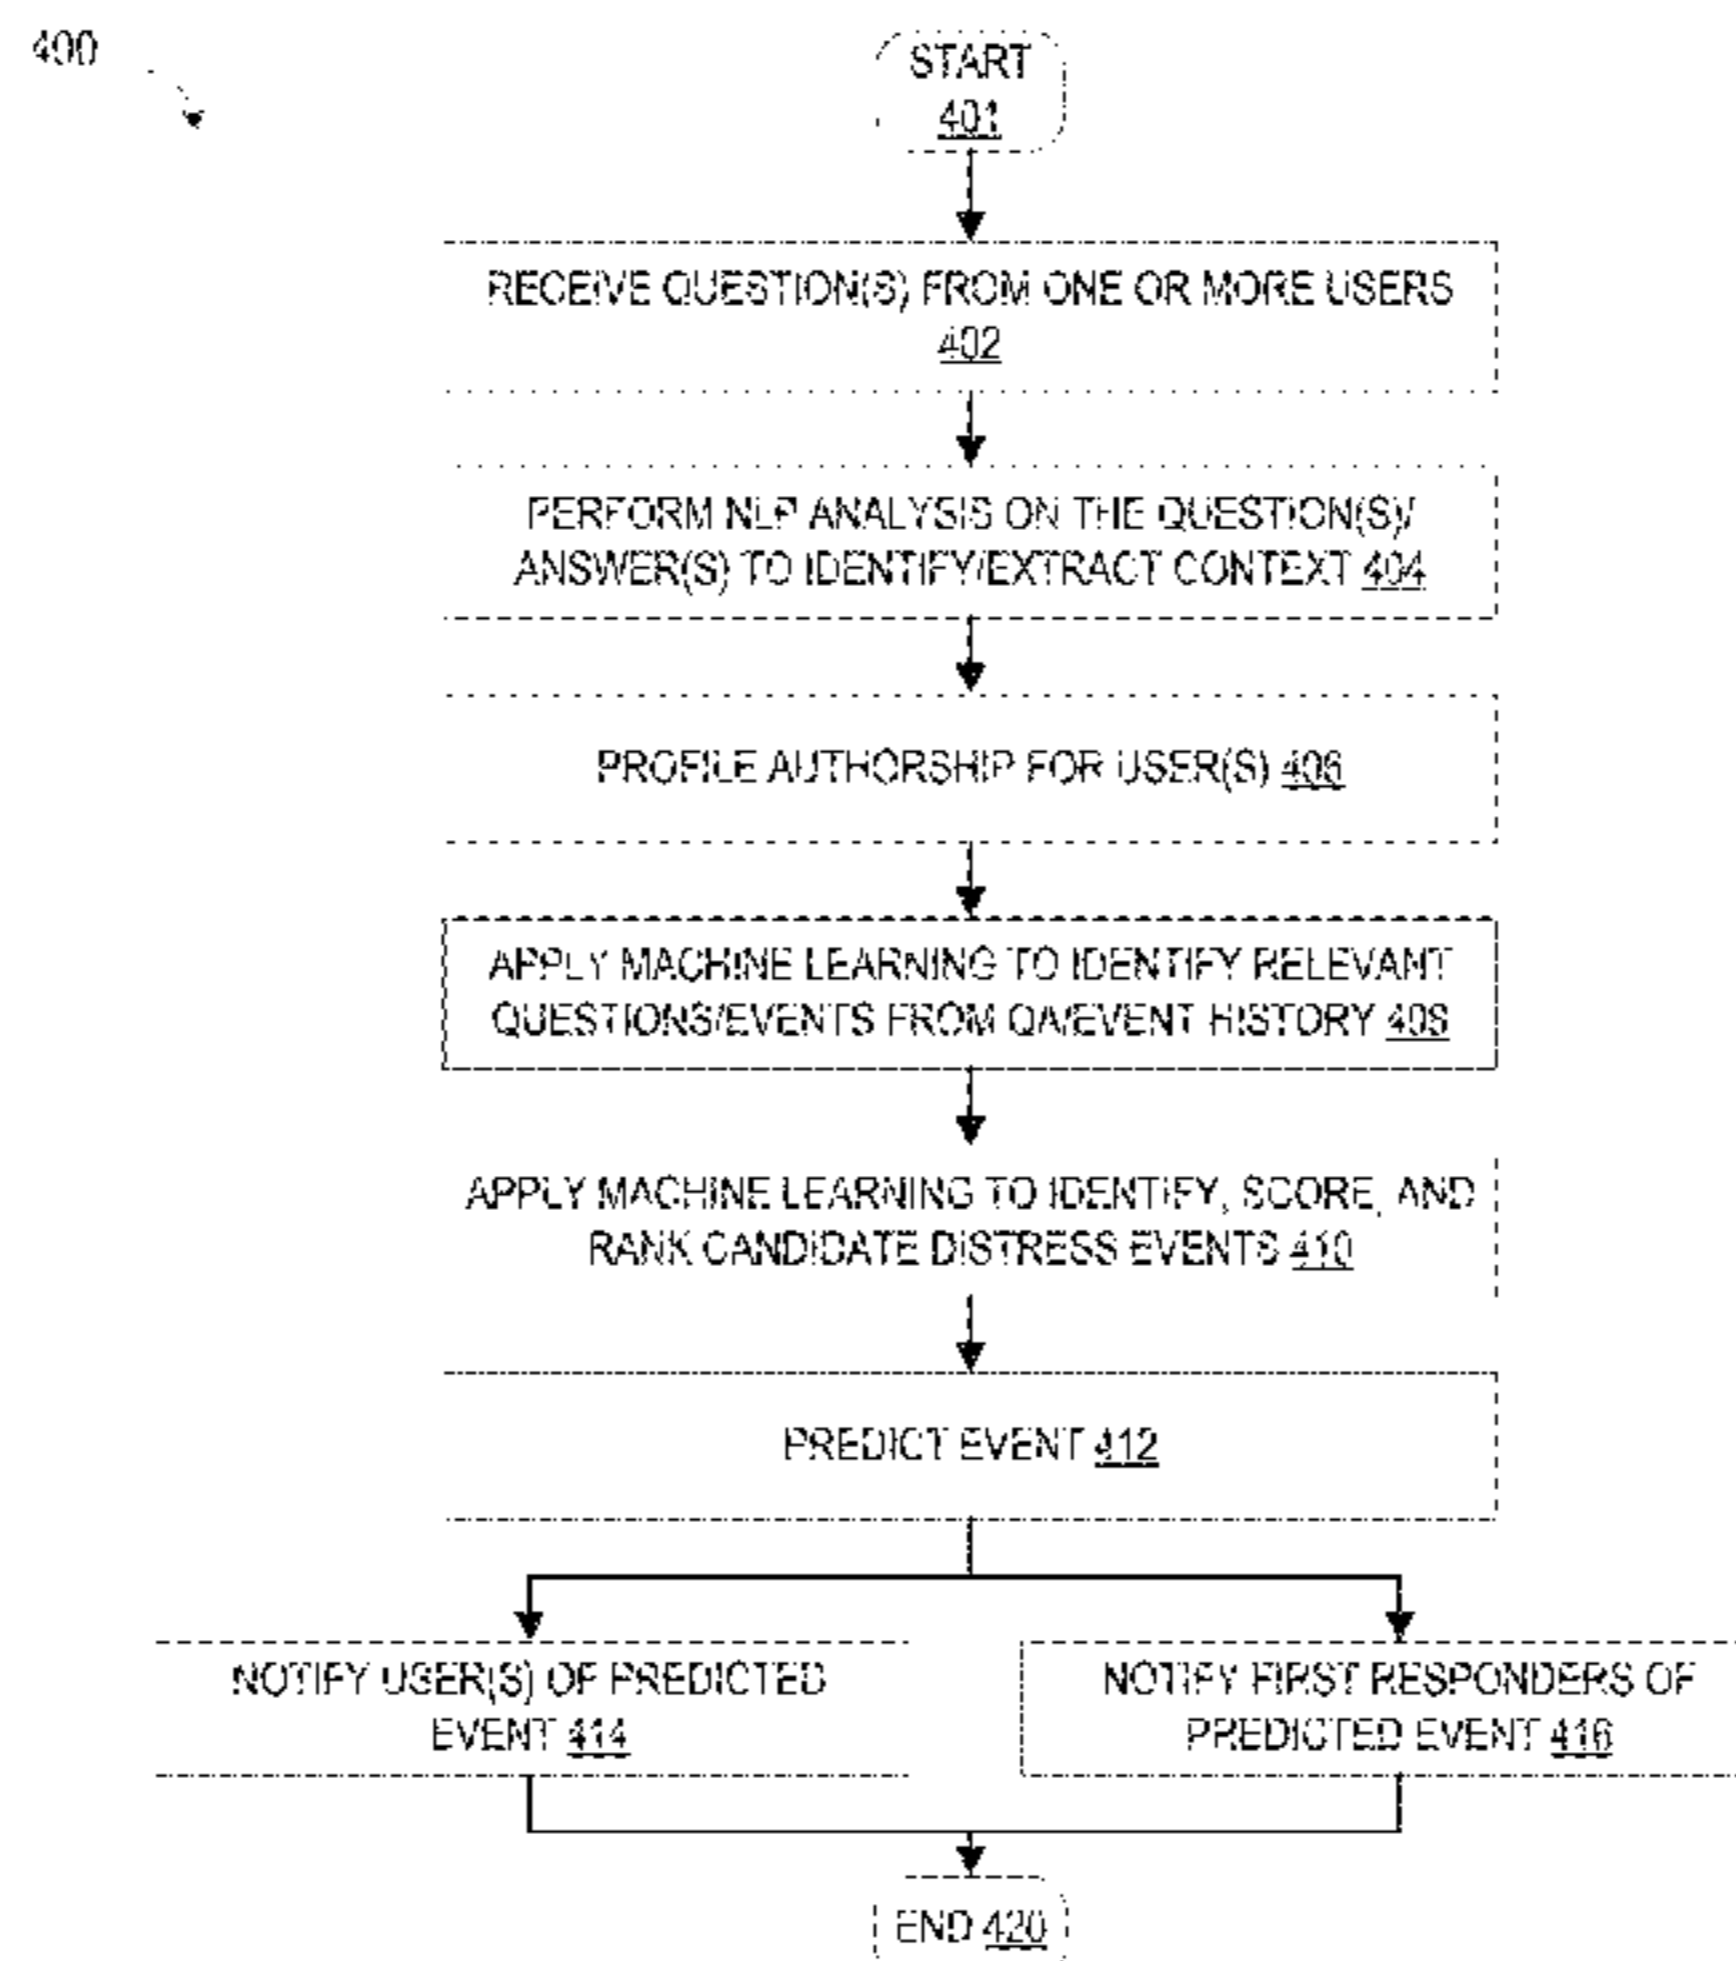 400
START
401
RECEIVE QUESTION(S) FROM ONE OR MORE USERS
402
PERFORM NLP ANALYSIS ON THE QUESTION(S)/
ANSWER(S) TO IDENTIFY/EXTRACT CONTEXT 404
PROFILE AUTHORSHIP FOR USER(S) 406
APPLY MACHINE LEARNING TO IDENTIFY RELEVANT
QUESTIONS/EVENTS FROM QA/EVENT HISTORY 408
APPLY MACHINE LEARNING TO IDENTIFY, SCORE, AND
RANK CANDIDATE DISTRESS EVENTS 410
PREDICT EVENT 412
NOTIFY USER(S) OF PREDICTED
EVENT 414
NOTIFY FIRST RESPONDERS OF
PREDICTED EVENT 416
END 420